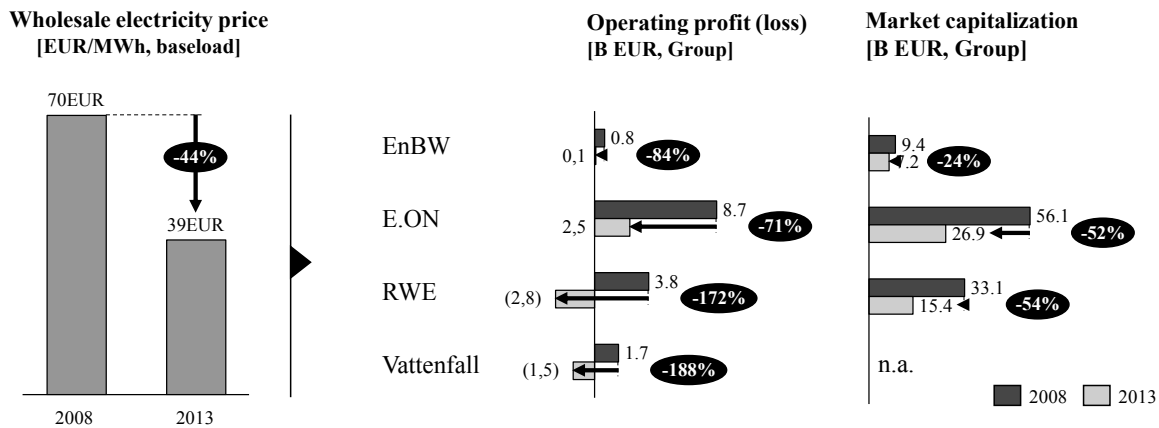 Wholesale electricity price
[EUR/MWh, baseload]
70EUR
-44%
39EUR
2008
2013
Operating profit (loss)
[B EUR, Group]
Market capitalization
[B EUR, Group]
EnBW
0.8
0,1
-84%
9.4
7.2
-24%
E.ON
8.7
2,5
-71%
56.1
26.9
-52%
RWE
3.8
(2,8)
-172%
33.1
15.4
-54%
Vattenfall
1.7
(1,5)
-188%
n.a.
2008
2013